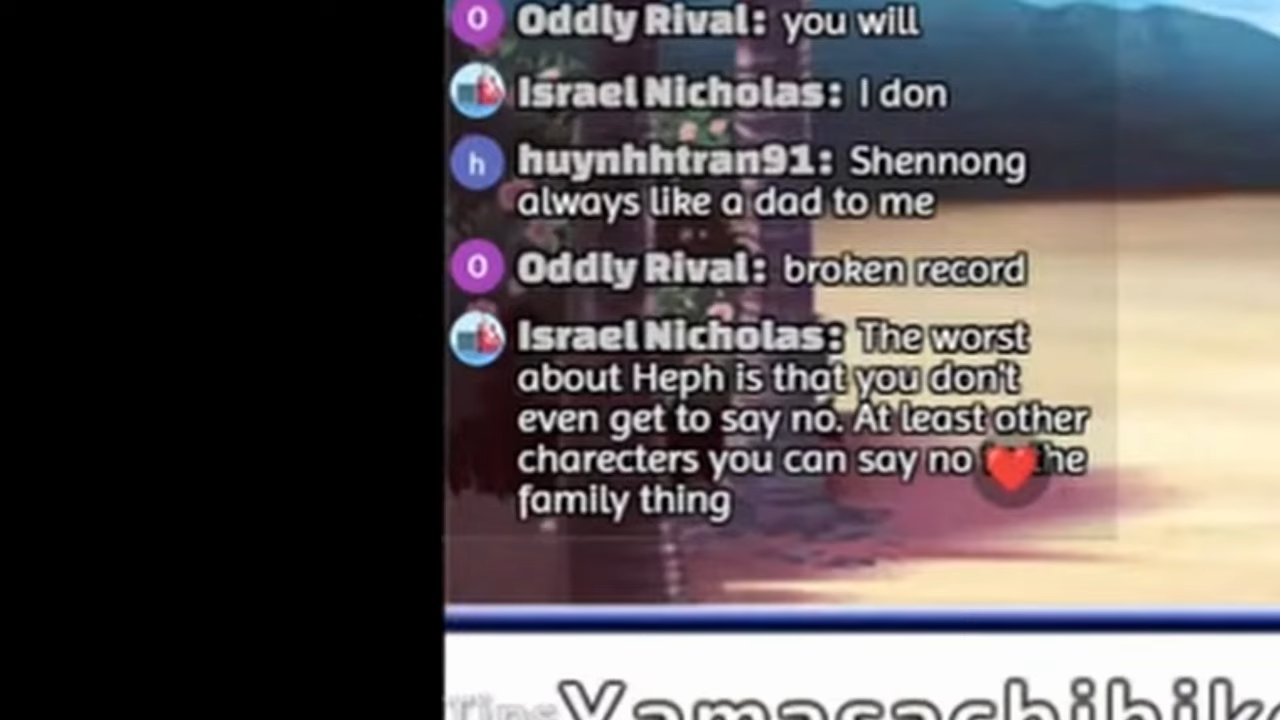 O Oddly Rival: you will
Israel Nicholas: I don
h huynhhtran91: Shennong
always like a dad to me
O Oddly Rival: broken record
Israel Nicholas: The worst
about Heph is that you don't
even get to say no. At least other
charecters you can say no
family thing
Tips Yamasachihiko